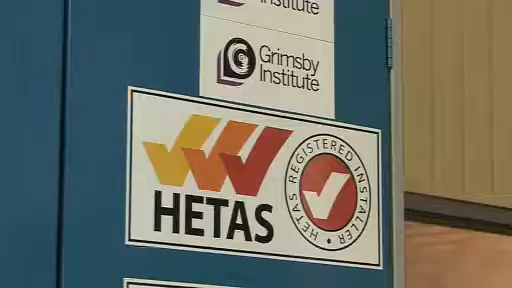 Institute
Grimsby
Institute
HETAS
HETAS REGISTERED INSTALLER